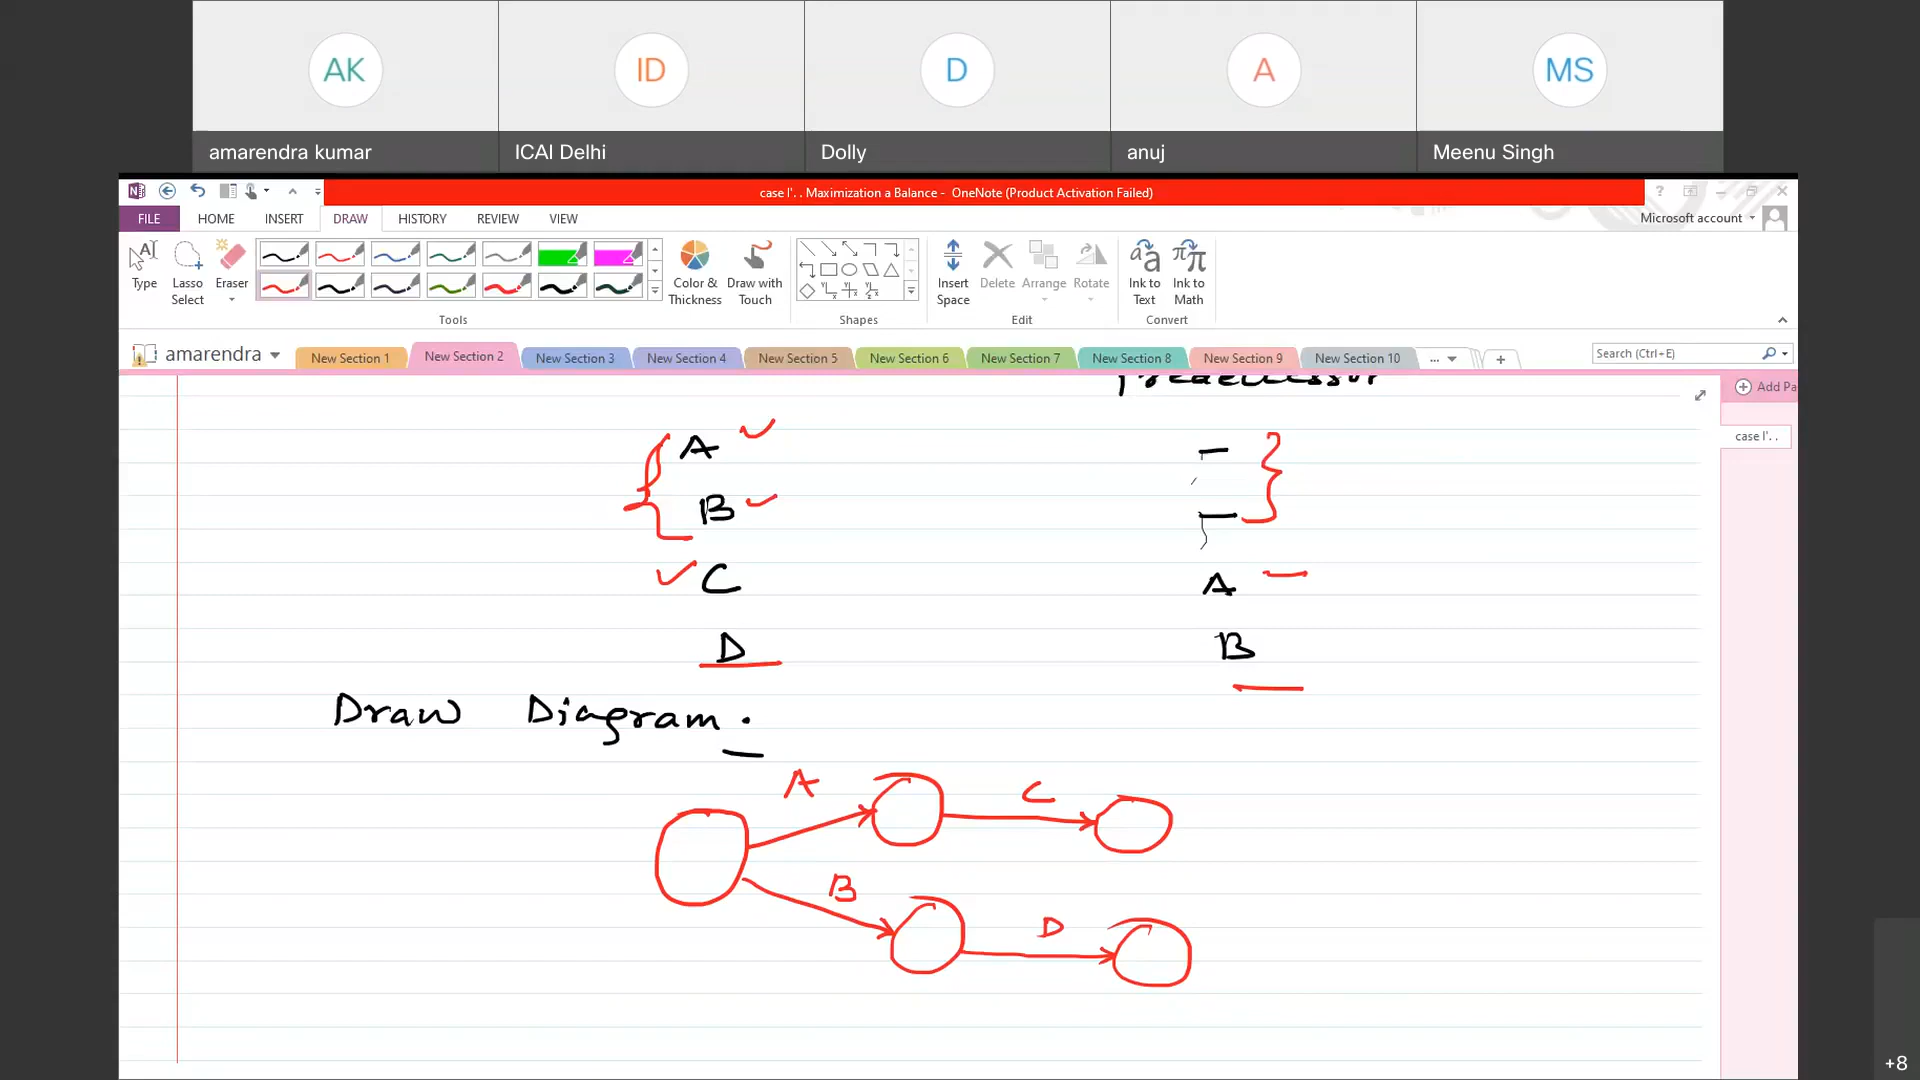 AK ID D A MS
amarendra kumar ICAI Delhi Dolly anuj Meenu Singh
case I'. . Maximization a Balance - OneNote (Product Activation Failed)
FILE HOME INSERT DRAW HISTORY REVIEW VIEW
Microsoft account
Type Lasso Select Eraser
Color & Thickness Draw with Touch
Insert Space Delete Arrange Rotate
Ink to Text Ink to Math
Tools Shapes Edit Convert
amarendra New Section 1 New Section 2 New Section 3 New Section 4 New Section 5 New Section 6 New Section 7 New Section 8 New Section 9 New Section 10 ...
Search (Ctrl+E)
Add Pa
case I'. .
A –
B –
C A
D B
Draw Diagram.
A C
B D
+8